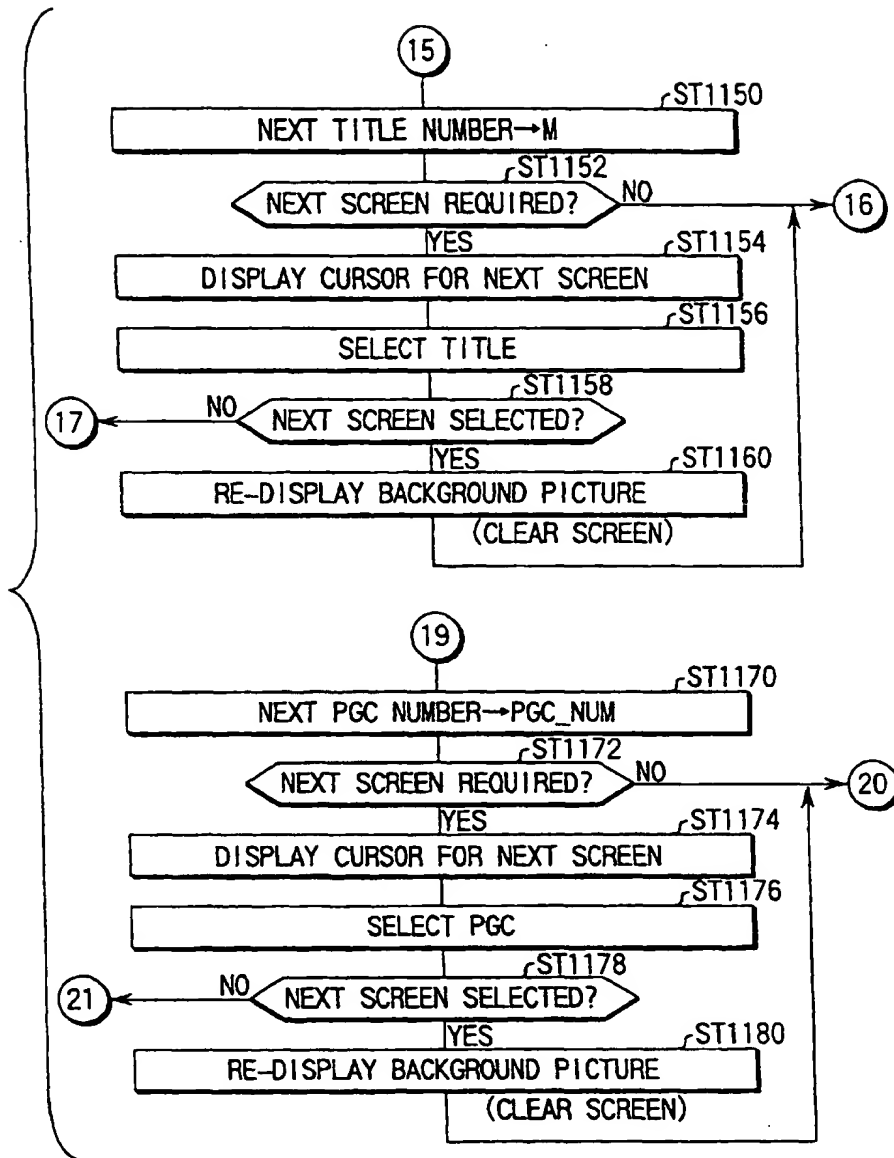 15
ST1150
NEXT TITLE NUMBER→M
ST1152
NEXT SCREEN REQUIRED?
NO
16
YES
ST1154
DISPLAY CURSOR FOR NEXT SCREEN
ST1156
SELECT TITLE
ST1158
NO
NEXT SCREEN SELECTED?
17
YES
ST1160
RE-DISPLAY BACKGROUND PICTURE
(CLEAR SCREEN)
19
ST1170
NEXT PGC NUMBER→PGC_NUM
ST1172
NEXT SCREEN REQUIRED?
NO
20
YES
ST1174
DISPLAY CURSOR FOR NEXT SCREEN
ST1176
SELECT PGC
ST1178
NO
NEXT SCREEN SELECTED?
21
YES
ST1180
RE-DISPLAY BACKGROUND PICTURE
(CLEAR SCREEN)